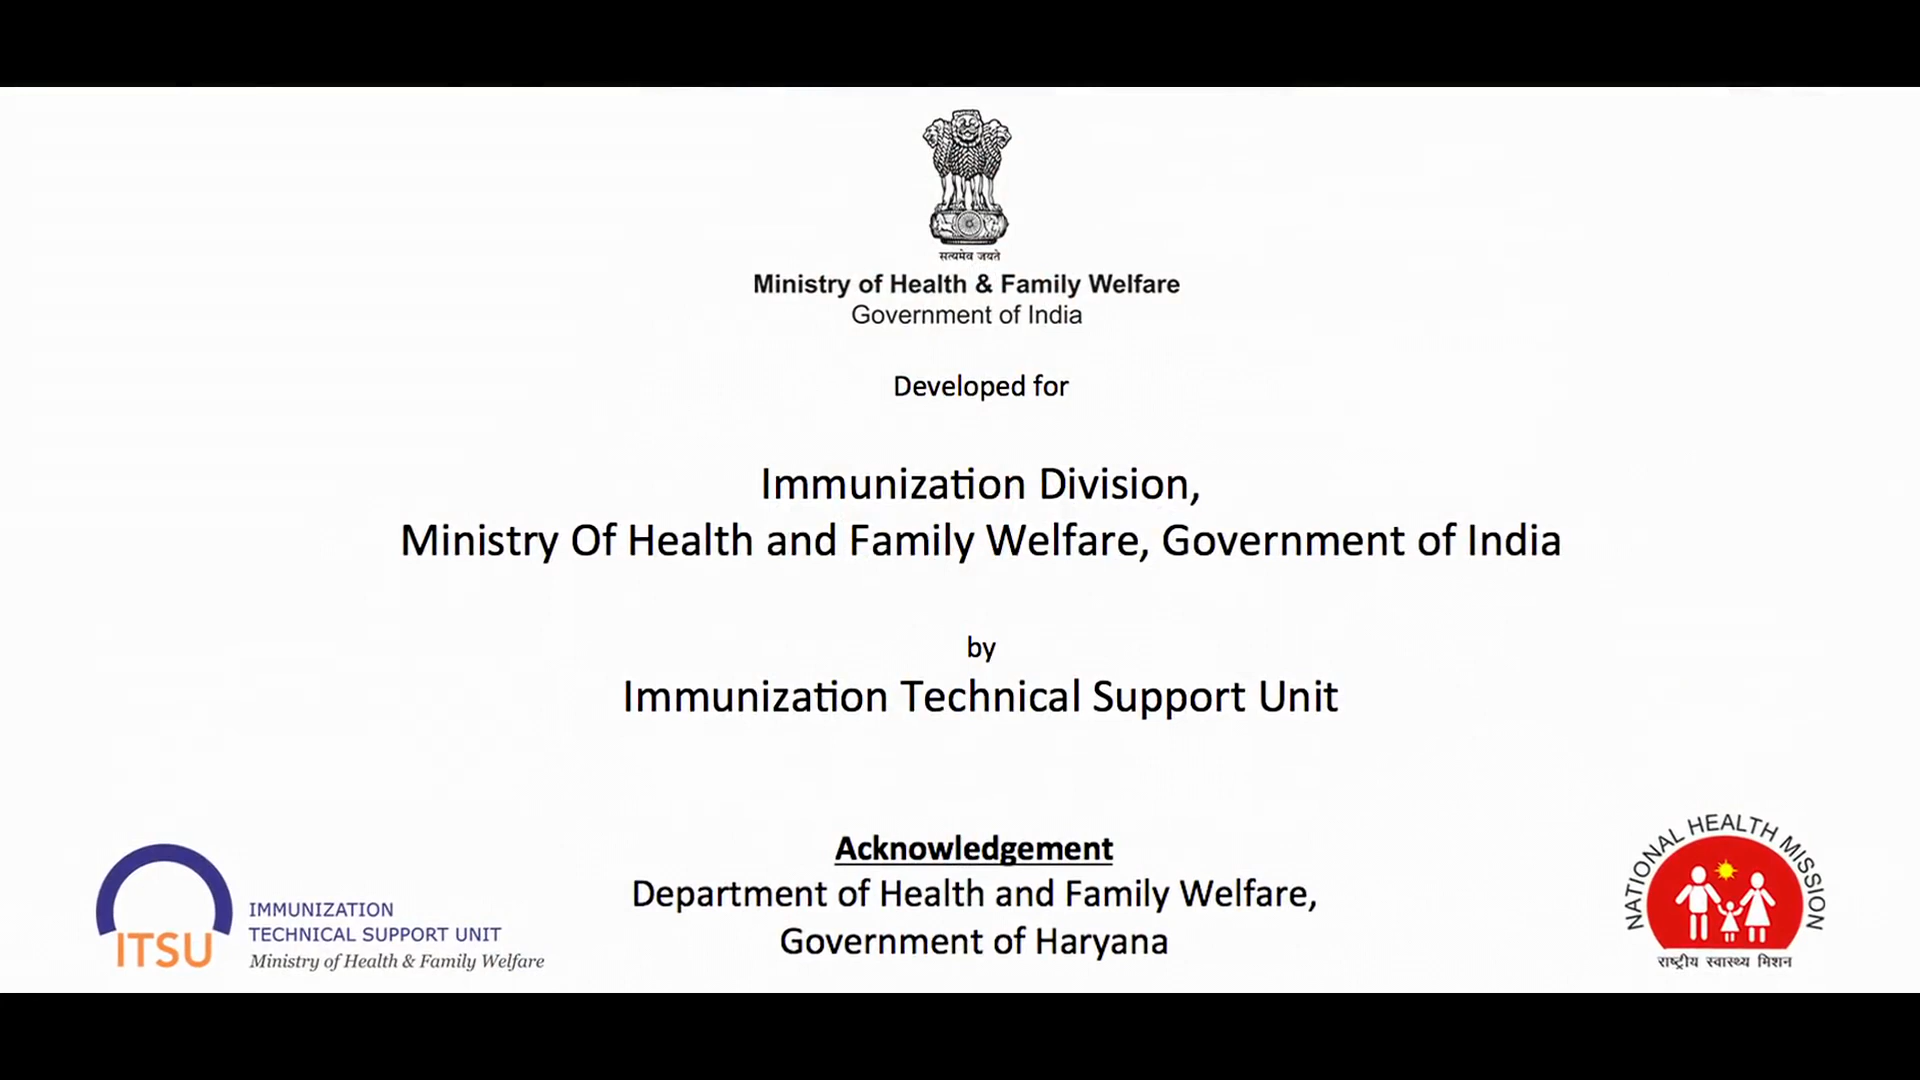 सत्यमेव जयते
Ministry of Health & Family Welfare
Government of India
Developed for
Immunization Division,
Ministry Of Health and Family Welfare, Government of India
by
Immunization Technical Support Unit
Acknowledgement
Department of Health and Family Welfare,
Government of Haryana
ITSU
IMMUNIZATION
TECHNICAL SUPPORT UNIT
Ministry of Health & Family Welfare
NATIONAL HEALTH MISSION
राष्ट्रीय स्वास्थ्य मिशन